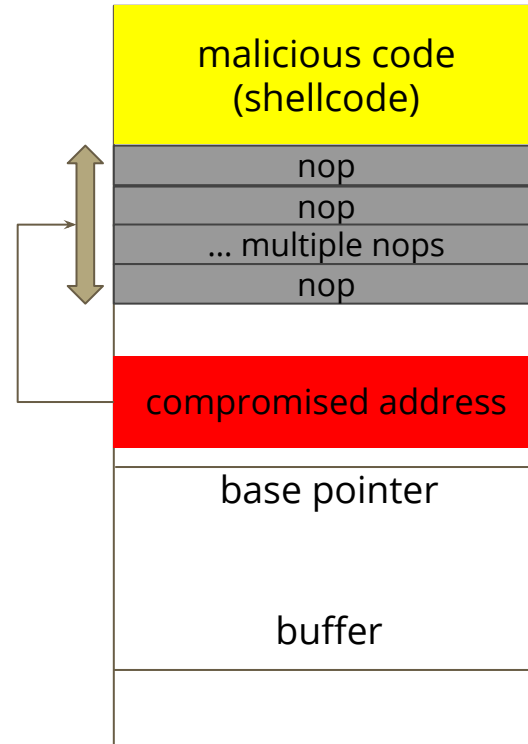 malicious code
(shellcode)
nop
nop
... multiple nops
nop
compromised address
base pointer
buffer